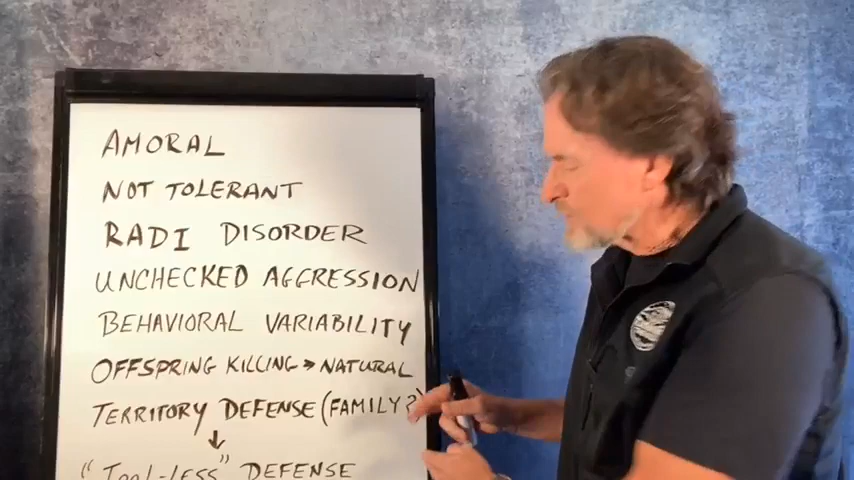 AMORAL
NOT TOLERANT
RADI DISORDER
UNCHECKED AGGRESSION
BEHAVIORAL VARIABILITY
OFFSPRING KILLING → NATURAL
TERRITORY DEFENSE (FAMILY?)
↓
"TOOL-LESS" DEFENSE